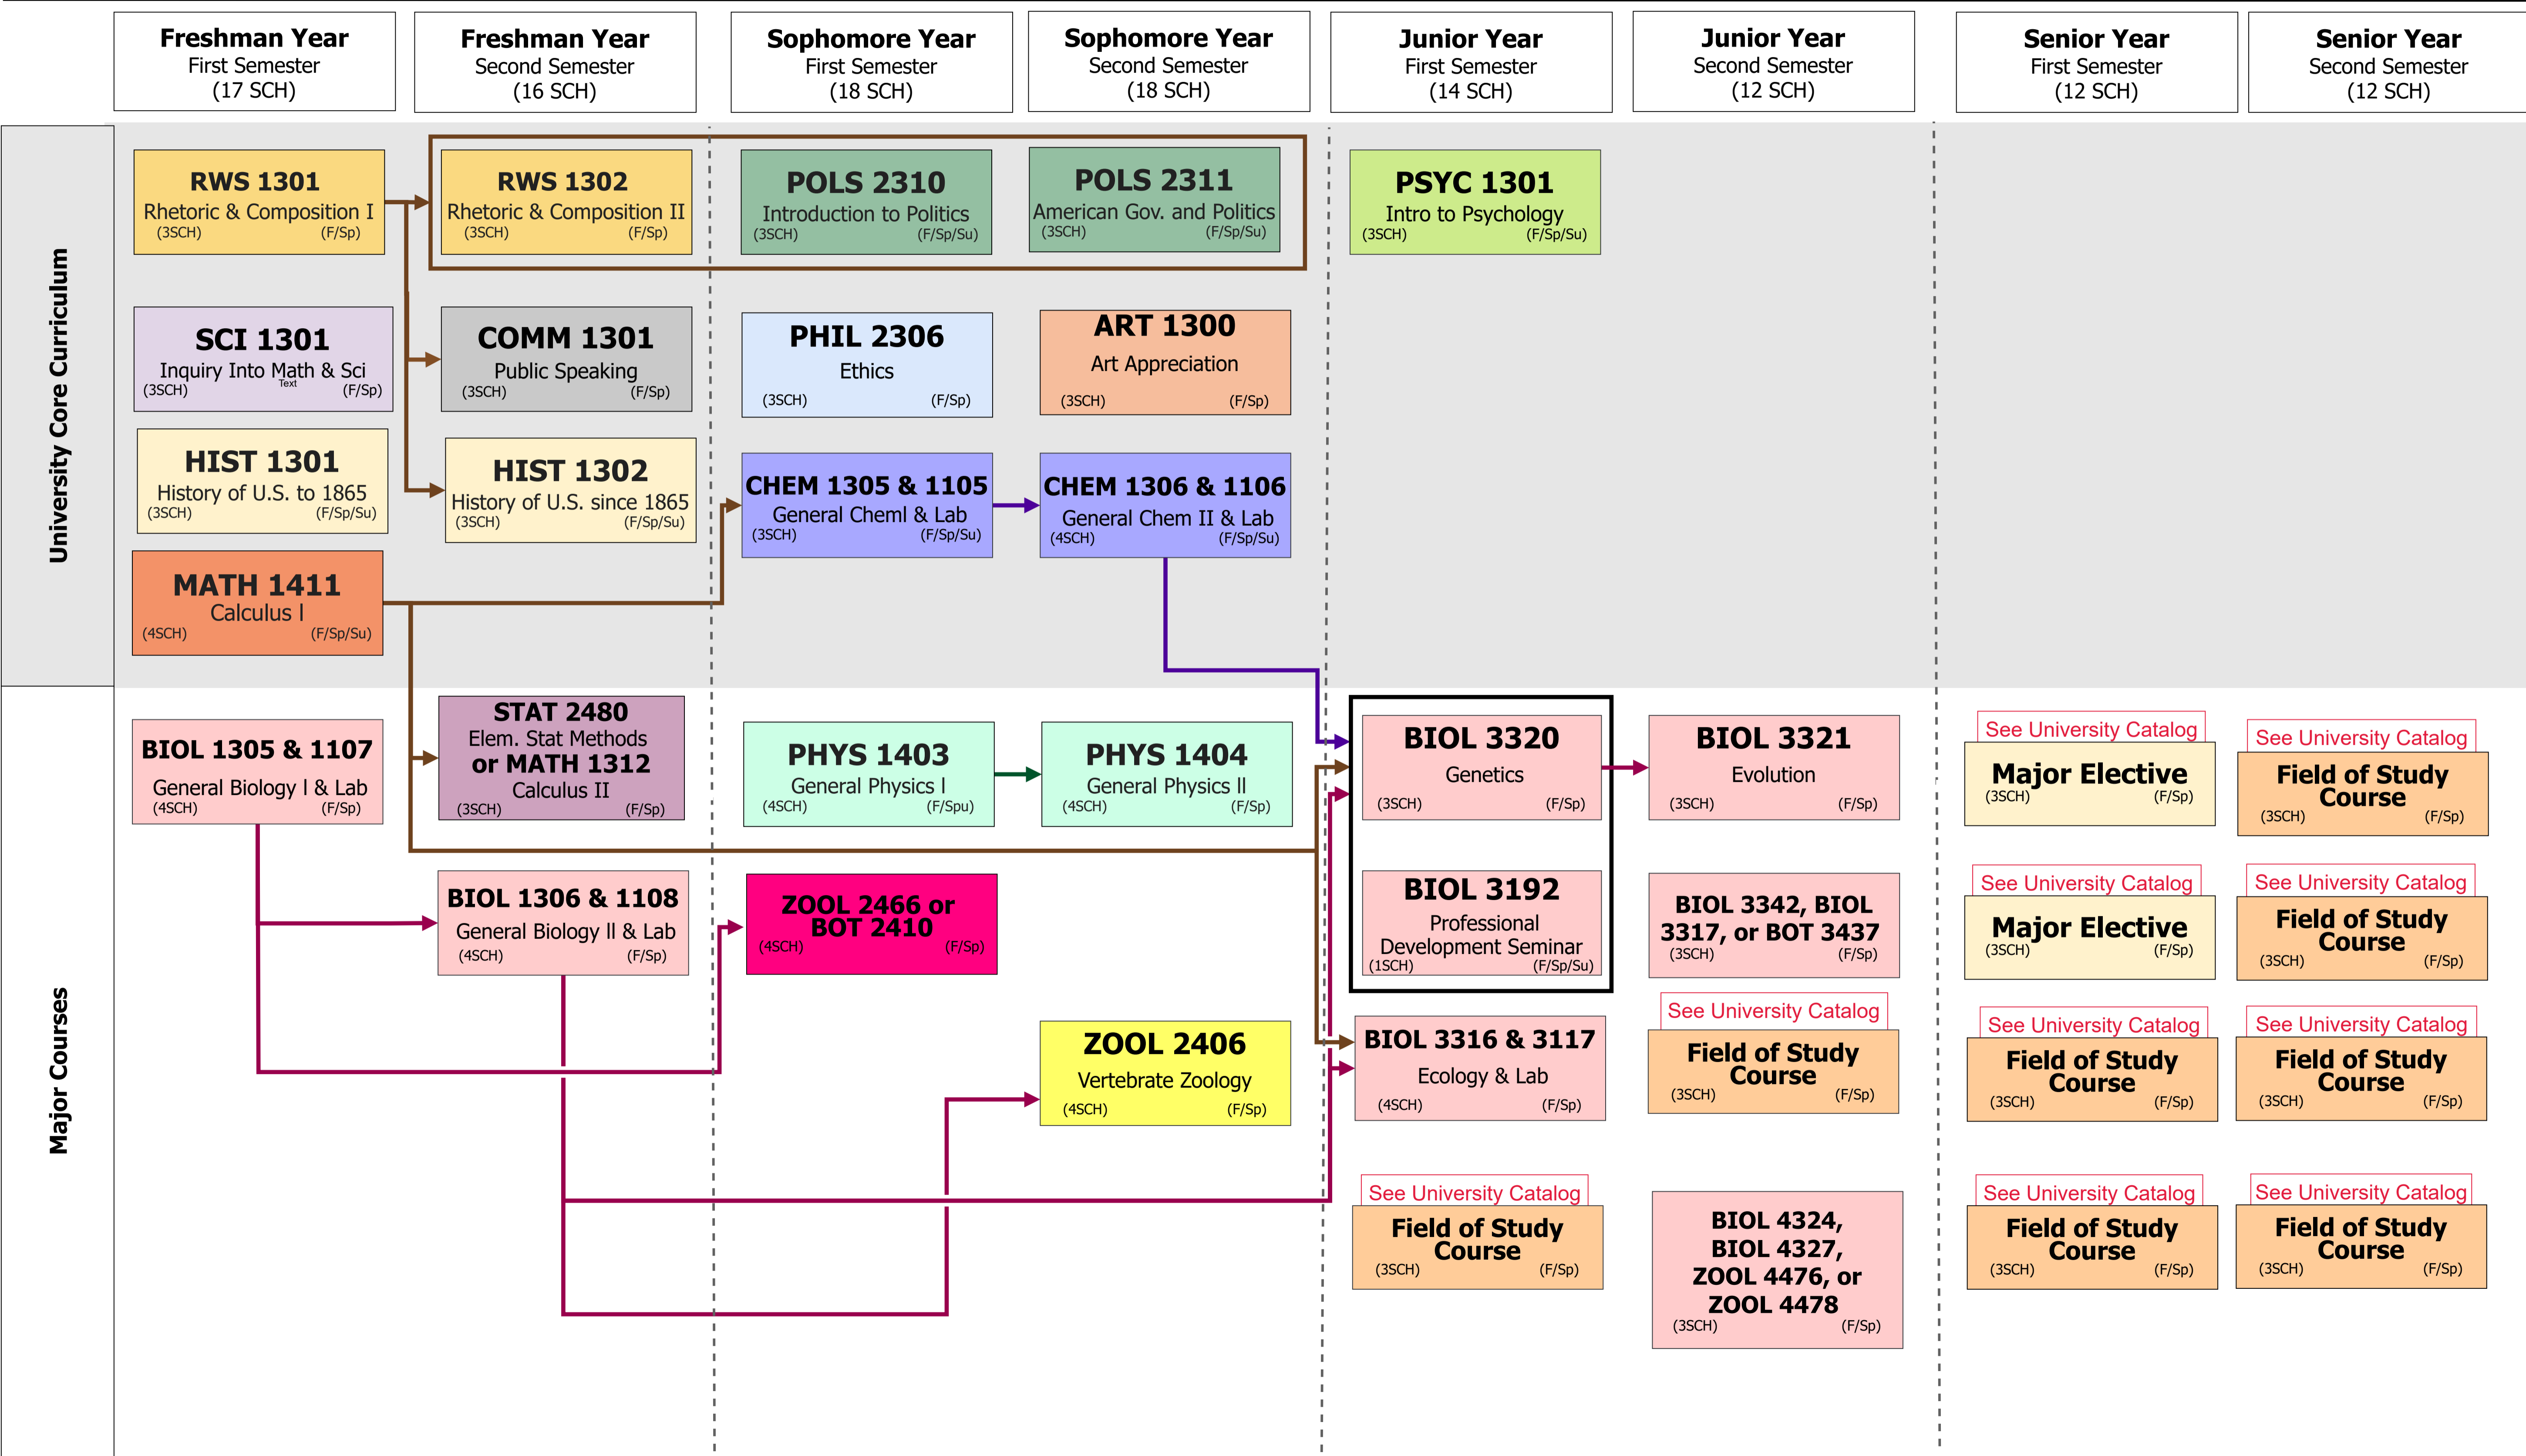 Freshman Year
First Semester
(17 SCH)
Freshman Year
Second Semester
(16 SCH)
Sophomore Year
First Semester
(18 SCH)
Sophomore Year
Second Semester
(18 SCH)
Junior Year
First Semester
(14 SCH)
Junior Year
Second Semester
(12 SCH)
Senior Year
First Semester
(12 SCH)
Senior Year
Second Semester
(12 SCH)
University Core Curriculum
RWS 1301
Rhetoric & Composition I
(3SCH) (F/Sp)
RWS 1302
Rhetoric & Composition II
(3SCH) (F/Sp)
POLS 2310
Introduction to Politics
(3SCH) (F/Sp/Su)
POLS 2311
American Gov. and Politics
(3SCH) (F/Sp/Su)
PSYC 1301
Intro to Psychology
(3SCH) (F/Sp/Su)
SCI 1301
Inquiry Into Math & Sci
Text
(3SCH) (F/Sp)
COMM 1301
Public Speaking
(3SCH) (F/Sp)
PHIL 2306
Ethics
(3SCH) (F/Sp)
ART 1300
Art Appreciation
(3SCH) (F/Sp)
HIST 1301
History of U.S. to 1865
(3SCH) (F/Sp/Su)
HIST 1302
History of U.S. since 1865
(3SCH) (F/Sp/Su)
CHEM 1305 & 1105
General ChemI & Lab
(3SCH) (F/Sp/Su)
CHEM 1306 & 1106
General Chem II & Lab
(4SCH) (F/Sp/Su)
MATH 1411
Calculus I
(4SCH) (F/Sp/Su)
Major Courses
BIOL 1305 & 1107
General Biology I & Lab
(4SCH) (F/Sp)
STAT 2480
Elem. Stat Methods
or MATH 1312
Calculus II
(3SCH) (F/Sp)
PHYS 1403
General Physics I
(4SCH) (F/Spu)
PHYS 1404
General Physics II
(4SCH) (F/Sp)
BIOL 3320
Genetics
(3SCH) (F/Sp)
BIOL 3321
Evolution
(3SCH) (F/Sp)
See University Catalog
Major Elective
(3SCH) (F/Sp)
See University Catalog
Field of Study
Course
(3SCH) (F/Sp)
BIOL 1306 & 1108
General Biology II & Lab
(4SCH) (F/Sp)
ZOOL 2466 or
BOT 2410
(4SCH) (F/Sp)
BIOL 3192
Professional
Development Seminar
(1SCH) (F/Sp/Su)
BIOL 3342, BIOL
3317, or BOT 3437
(3SCH) (F/Sp)
See University Catalog
Major Elective
(3SCH) (F/Sp)
See University Catalog
Field of Study
Course
(3SCH) (F/Sp)
ZOOL 2406
Vertebrate Zoology
(4SCH) (F/Sp)
BIOL 3316 & 3117
Ecology & Lab
(4SCH) (F/Sp)
See University Catalog
Field of Study
Course
(3SCH) (F/Sp)
See University Catalog
Field of Study
Course
(3SCH) (F/Sp)
See University Catalog
Field of Study
Course
(3SCH) (F/Sp)
See University Catalog
Field of Study
Course
(3SCH) (F/Sp)
BIOL 4324,
BIOL 4327,
ZOOL 4476, or
ZOOL 4478
(3SCH) (F/Sp)
See University Catalog
Field of Study
Course
(3SCH) (F/Sp)
See University Catalog
Field of Study
Course
(3SCH) (F/Sp)